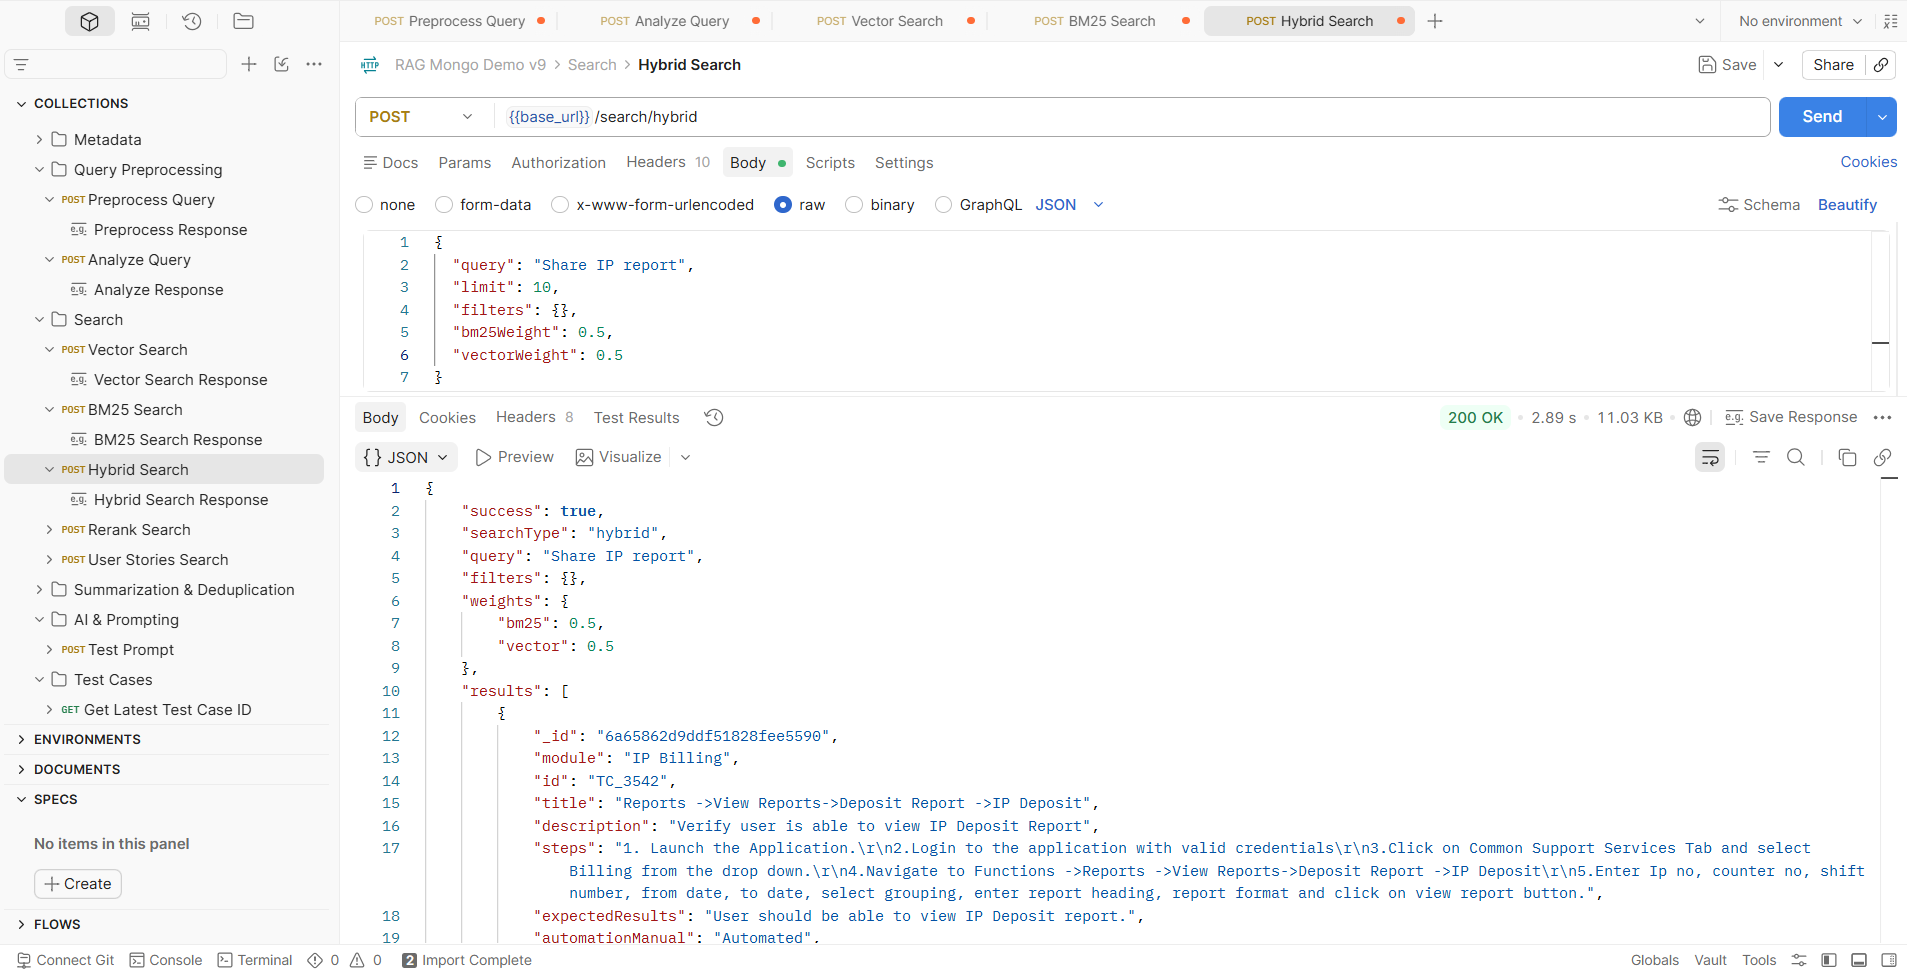 POST Preprocess Query
POST Analyze Query
POST Vector Search
POST BM25 Search
POST Hybrid Search
No environment
HTTP RAG Mongo Demo v9 > Search > Hybrid Search
Save
Share
COLLECTIONS
Metadata
Query Preprocessing
POST Preprocess Query
e.g. Preprocess Response
POST Analyze Query
e.g. Analyze Response
Search
POST Vector Search
e.g. Vector Search Response
POST BM25 Search
e.g. BM25 Search Response
POST Hybrid Search
e.g. Hybrid Search Response
POST Rerank Search
POST User Stories Search
Summarization & Deduplication
AI & Prompting
POST Test Prompt
Test Cases
GET Get Latest Test Case ID
ENVIRONMENTS
DOCUMENTS
SPECS
No items in this panel
Create
FLOWS
POST {{base_url}} /search/hybrid
Send
Docs Params Authorization Headers 10 Body Scripts Settings
Cookies
none form-data x-www-form-urlencoded raw binary GraphQL JSON
Schema Beautify
1 {
2 "query": "Share IP report",
3 "limit": 10,
4 "filters": {},
5 "bm25Weight": 0.5,
6 "vectorWeight": 0.5
7 }
Body Cookies Headers 8 Test Results
200 OK 2.89 s 11.03 KB e.g. Save Response
{} JSON Preview Visualize
1 {
2 "success": true,
3 "searchType": "hybrid",
4 "query": "Share IP report",
5 "filters": {},
6 "weights": {
7 "bm25": 0.5,
8 "vector": 0.5
9 },
10 "results": [
11 {
12 "_id": "6a65862d9ddf51828fee5590",
13 "module": "IP Billing",
14 "id": "TC_3542",
15 "title": "Reports ->View Reports->Deposit Report ->IP Deposit",
16 "description": "Verify user is able to view IP Deposit Report",
17 "steps": "1. Launch the Application.\r\n2.Login to the application with valid credentials\r\n3.Click on Common Support Services Tab and select
Billing from the drop down.\r\n4.Navigate to Functions ->Reports ->View Reports->Deposit Report ->IP Deposit\r\n5.Enter Ip no, counter no, shift
number, from date, to date, select grouping, enter report heading, report format and click on view report button.",
18 "expectedResults": "User should be able to view IP Deposit report.",
19 "automationManual": "Automated",
Connect Git Console Terminal 0 0 2 Import Complete
Globals Vault Tools